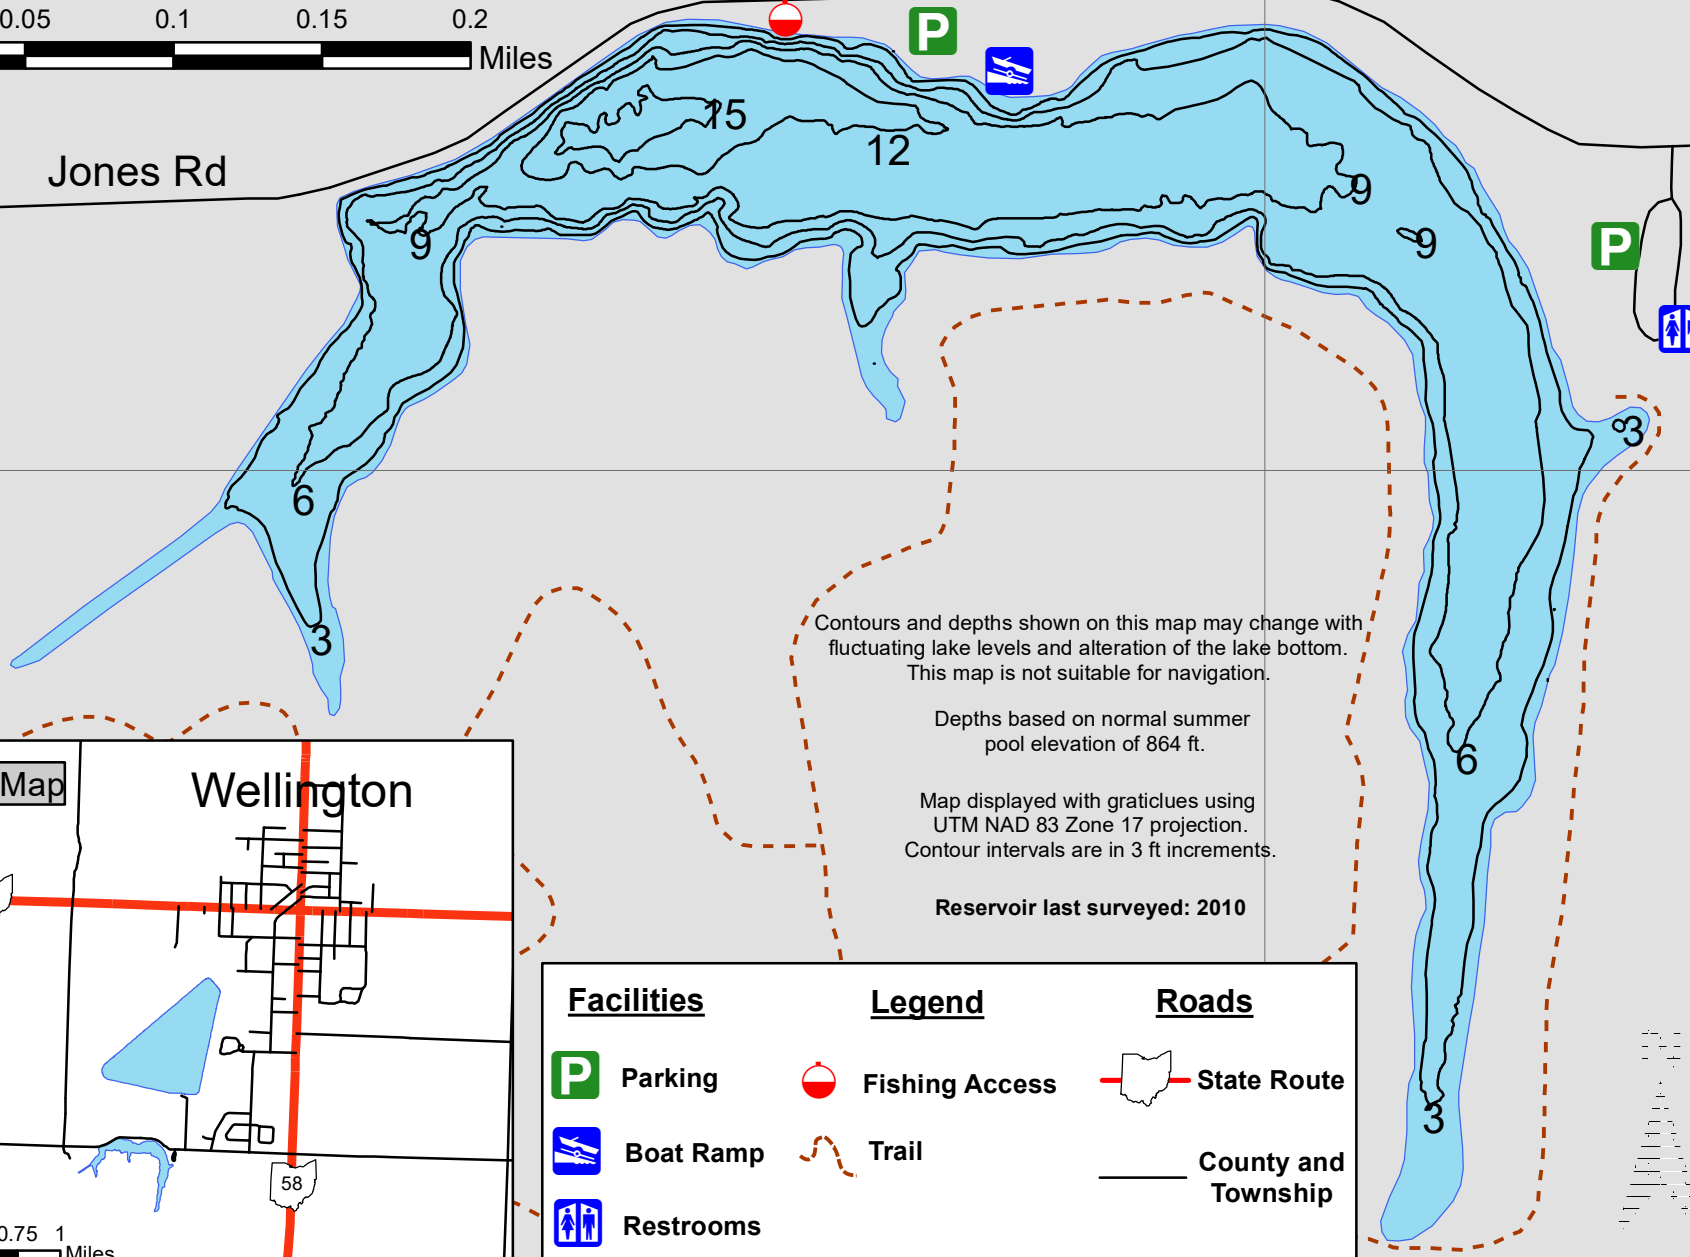 0.05 0.1 0.15 0.2
Miles
P
15
12
Jones Rd
9
9
9
P
3
6
3
Contours and depths shown on this map may change with
fluctuating lake levels and alteration of the lake bottom.
This map is not suitable for navigation.
Depths based on normal summer
pool elevation of 864 ft.
6
Map displayed with graticlues using
UTM NAD 83 Zone 17 projection.
Contour intervals are in 3 ft increments.
Reservoir last surveyed: 2010
3
Map
Wellington
58
0.75 1
Miles
Facilities
P Parking
Boat Ramp
Restrooms
Legend
Fishing Access
Trail
Roads
State Route
County and
Township